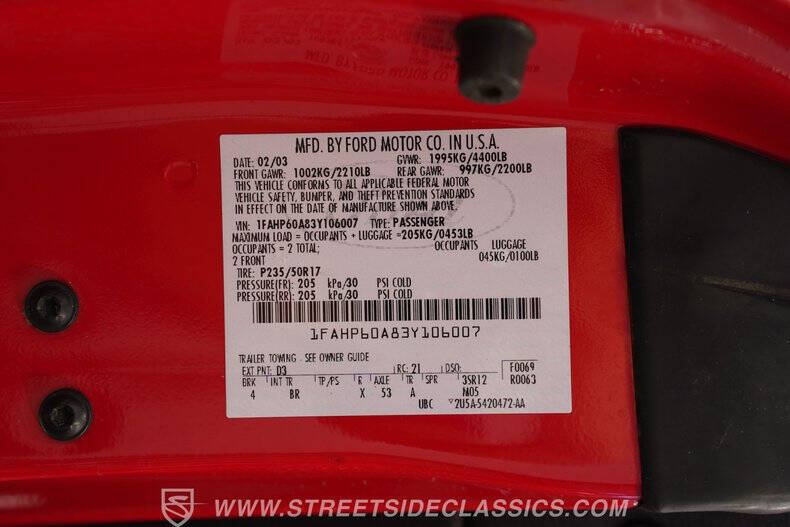 MFD. BY FORD MOTOR CO. IN U.S.A.
DATE: 02/03 GVWR: 1995KG/4400LB
FRONT GAWR: 1002KG/2210LB REAR GAWR: 997KG/2200LB
THIS VEHICLE CONFORMS TO ALL APPLICABLE FEDERAL MOTOR
VEHICLE SAFETY, BUMPER, AND THEFT PREVENTION STANDARDS
IN EFFECT ON THE DATE OF MANUFACTURE SHOWN ABOVE.
VIN: 1FAHP60A83Y106007 TYPE: PASSENGER
MAXIMUM LOAD = OCCUPANTS + LUGGAGE =205KG/0453LB
OCCUPANTS = 2 TOTAL; OCCUPANTS LUGGAGE
2 FRONT 045KG/0100LB
TIRE: P235/50R17
PRESSURE(FR): 205 kPa/30 PSI COLD
PRESSURE(RR): 205 kPa/30 PSI COLD
1FAHP60A83Y106007
TRAILER TOWING - SEE OWNER GUIDE
EXT PNT: D3 RC: 21 DSO: F0069
BRK INT TR TP/PS R AXLE TR SPR 3SR12 R0063
4 BR X 53 A M05
UBC 2U5A-5420472-AA
WWW.STREETSIDECLASSICS.COM